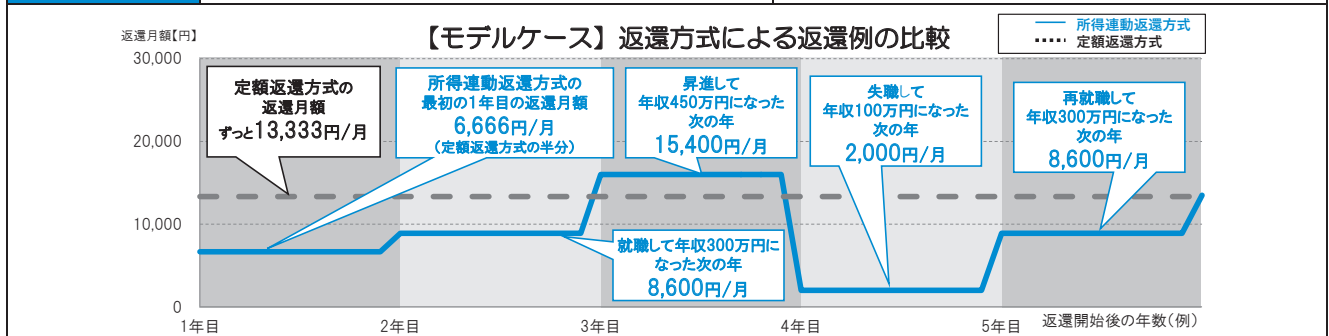 返還月額【円】
【モデルケース】返還方式による返還例の比較
所得連動返還方式
定額返還方式
30,000
20,000
10,000
0
定額返還方式の
返還月額
ずっと13,333円/月
所得連動返還方式の
最初の1年目の返還月額
6,666円/月
(定額返還方式の半分)
昇進して
年収450万円になった
次の年
15,400円/月
失職して
年収100万円になった
次の年
2,000円/月
再就職して
年収300万円になった
次の年
8,600円/月
就職して年収300万円に
なった次の年
8,600円/月
1年目
2年目
3年目
4年目
5年目
返還開始後の年数(例)